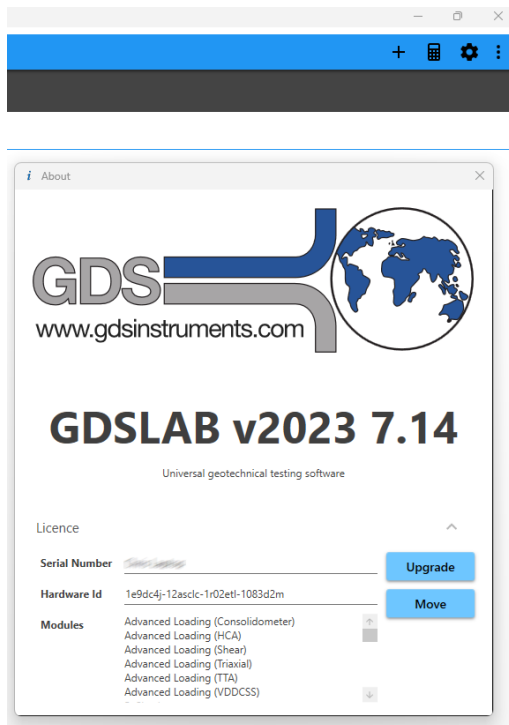 About
GDS
www.gdsinstruments.com
GDSLAB v2023 7.14
Universal geotechnical testing software
Licence
Serial Number
Upgrade
Hardware Id 1e9dc4j-12asclc-1r02etl-1083d2m
Move
Modules
Advanced Loading (Consolidometer)
Advanced Loading (HCA)
Advanced Loading (Shear)
Advanced Loading (Triaxial)
Advanced Loading (TTA)
Advanced Loading (VDDCSS)